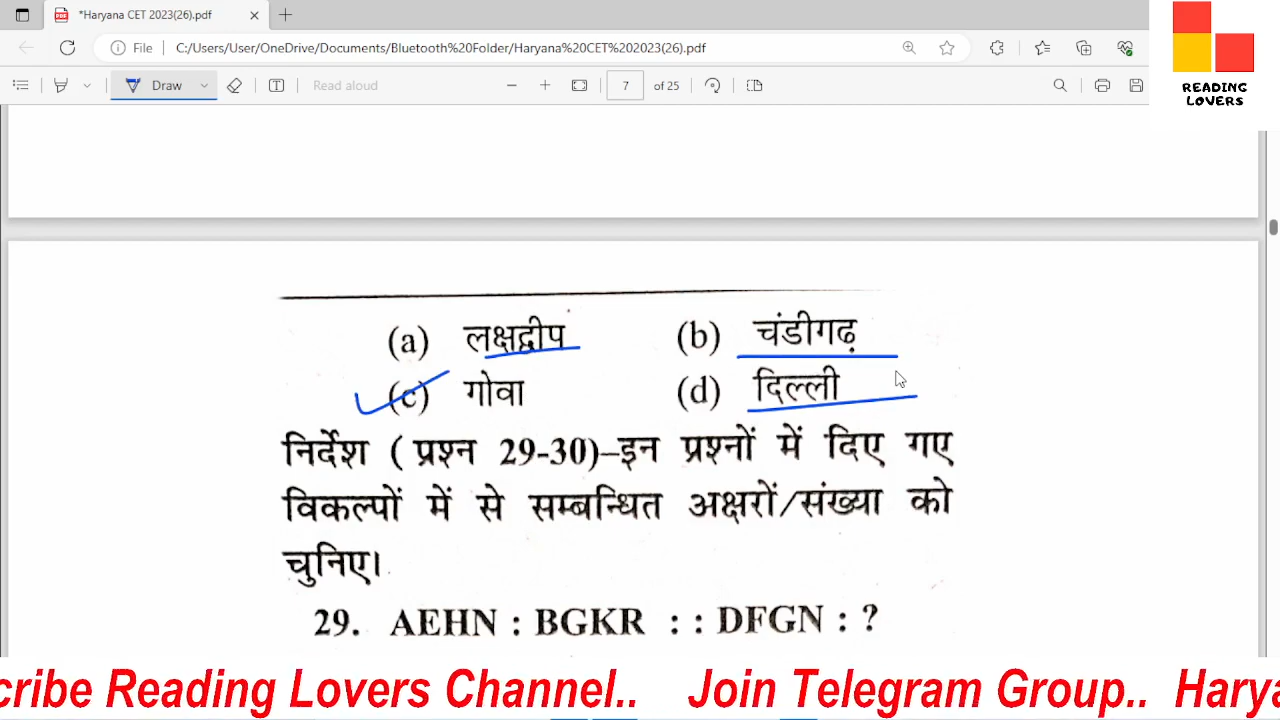 *Haryana CET 2023(26).pdf
File C:/Users/User/OneDrive/Documents/Bluetooth%20Folder/Haryana%20CET%202023(26).pdf
Draw Read aloud 7 of 25
READING
LOVERS
(a) लक्षद्वीप (b) चंडीगढ़
(c) गोवा (d) दिल्ली
निर्देश ( प्रश्न 29-30)–इन प्रश्नों में दिए गए
विकल्पों में से सम्बन्धित अक्षरों/संख्या को
चुनिए।
29. AEHN : BGKR : : DFGN : ?
cribe Reading Lovers Channel.. Join Telegram Group.. Harya